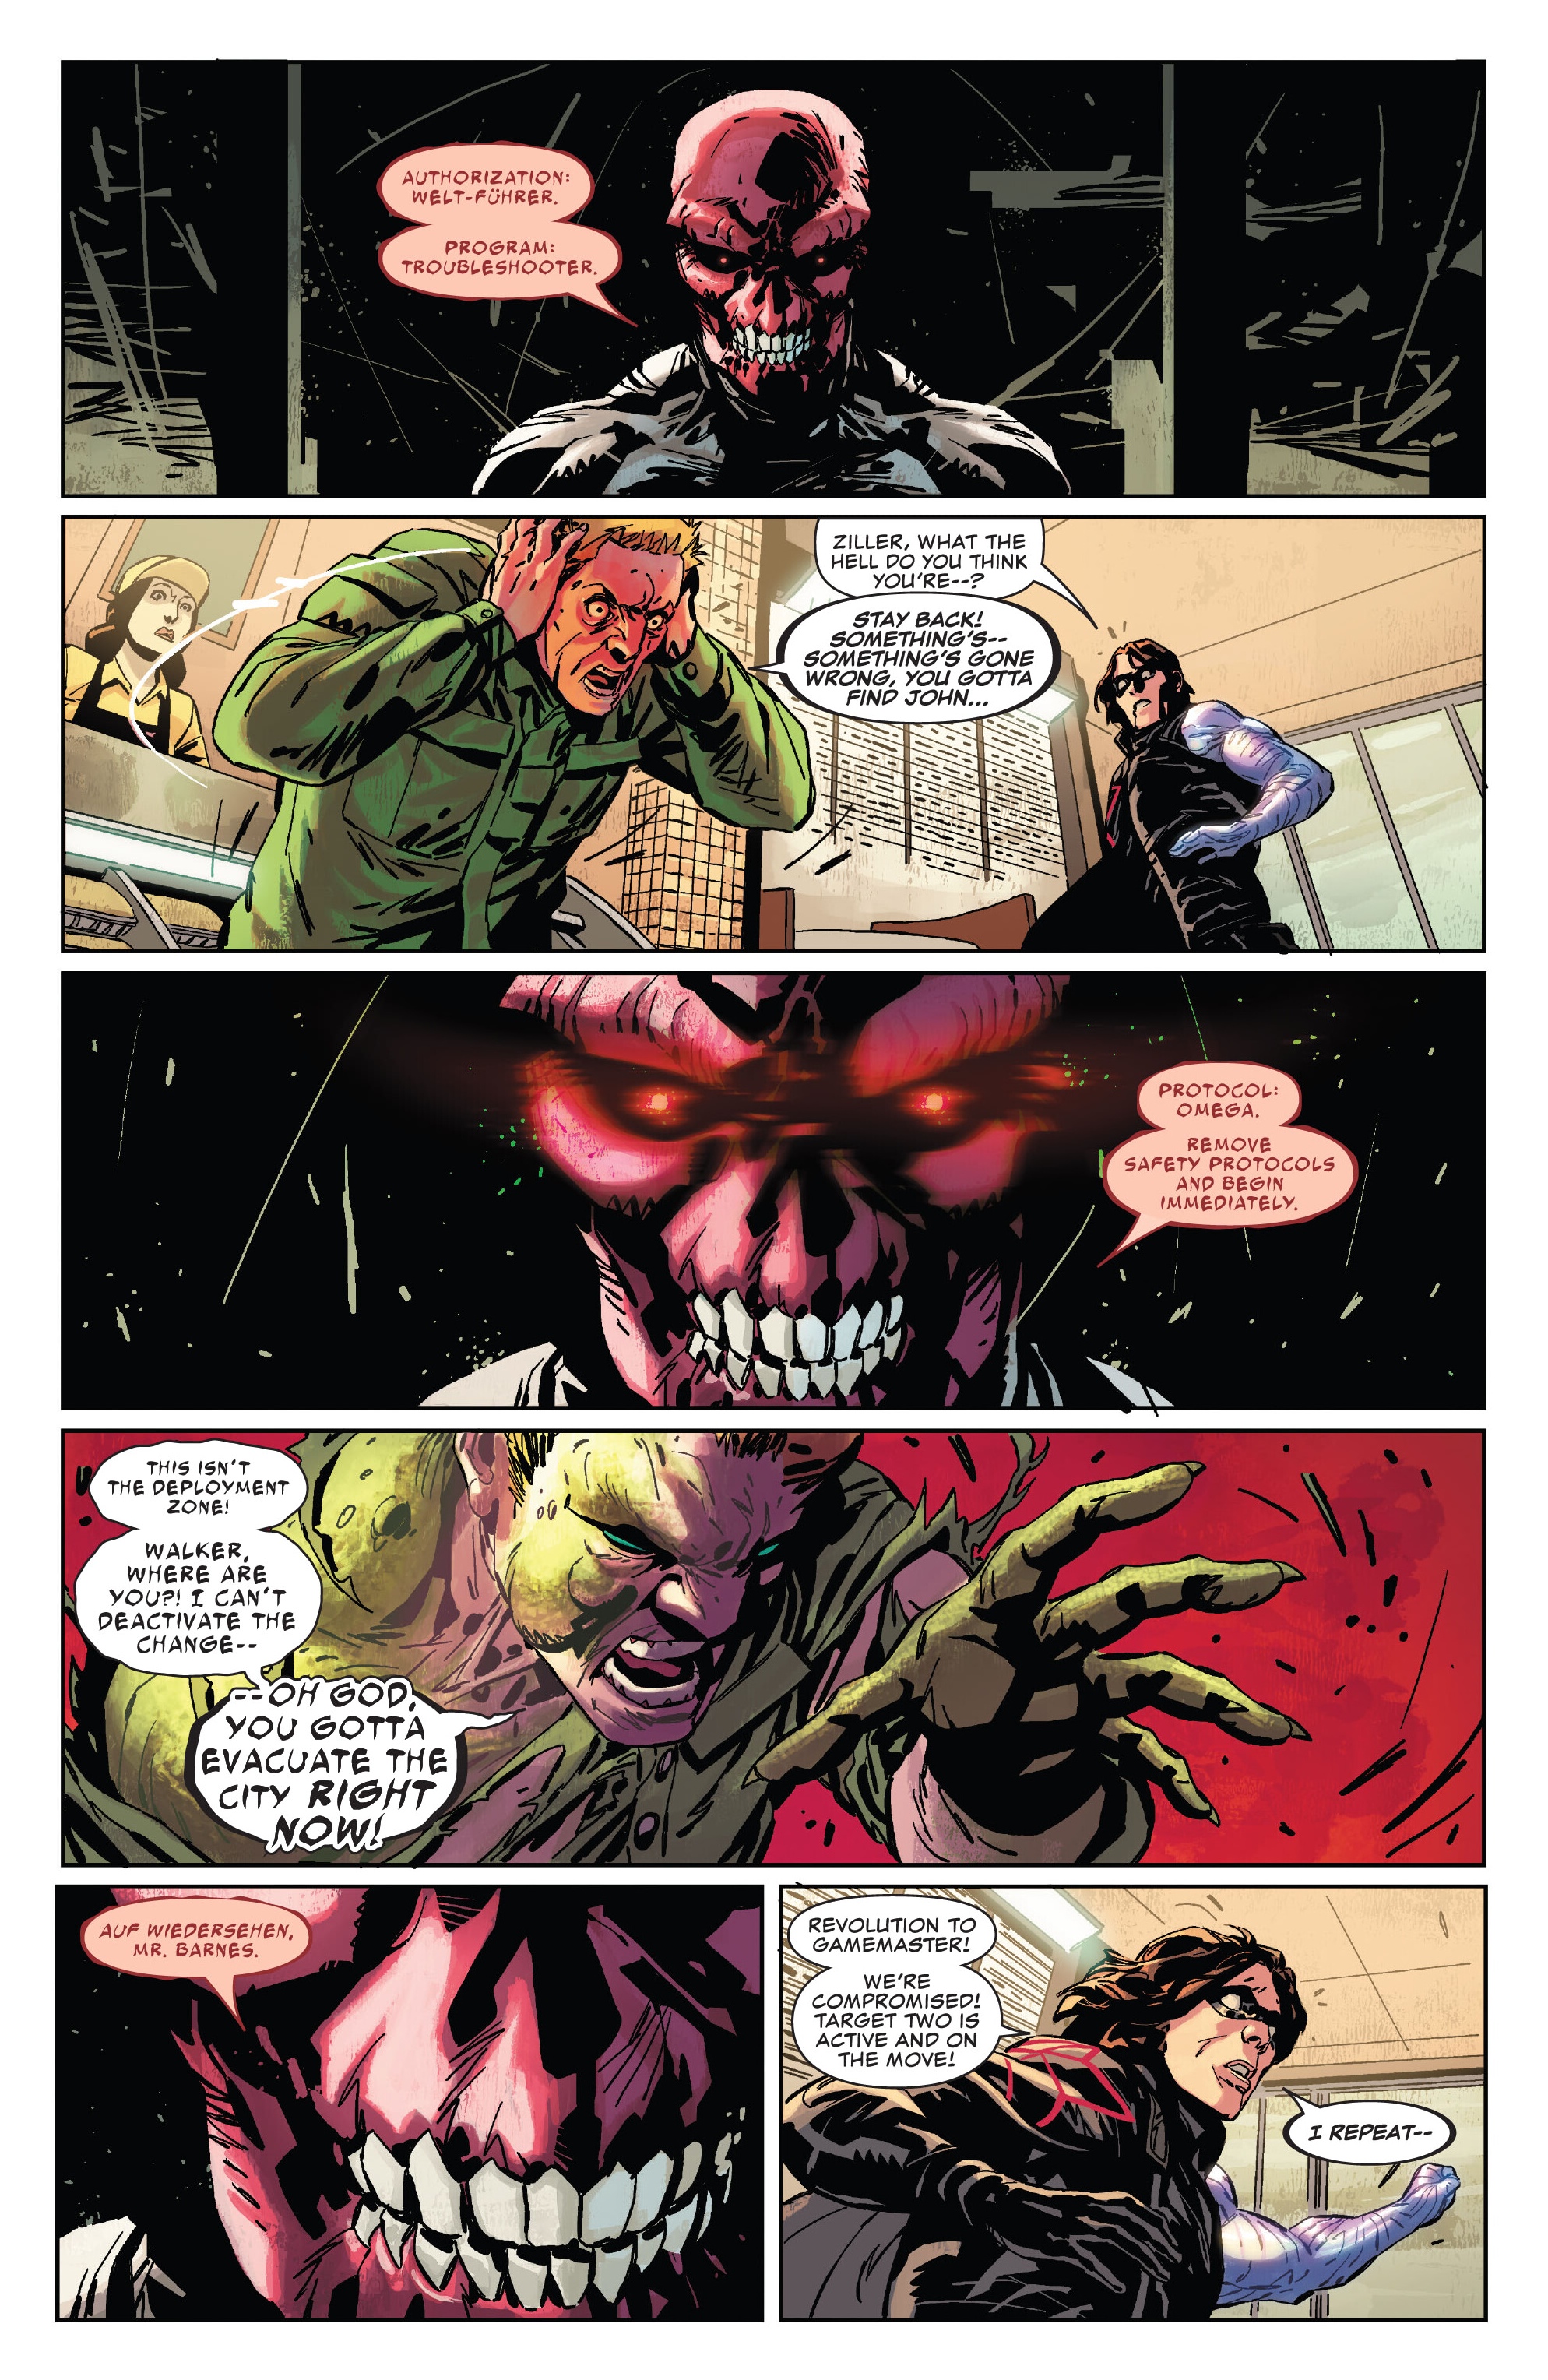 AUTHORIZATION:
WELT-FÜHRER.
PROGRAM:
TROUBLESHOOTER.
ZILLER, WHAT THE
HELL DO YOU THINK
YOU'RE--?
STAY BACK!
SOMETHING'S--
SOMETHING'S GONE
WRONG, YOU GOTTA
FIND JOHN...
PROTOCOL:
OMEGA.
REMOVE
SAFETY PROTOCOLS
AND BEGIN
IMMEDIATELY.
THIS ISN'T
THE DEPLOYMENT
ZONE!
WALKER,
WHERE ARE
YOU?! I CAN'T
DEACTIVATE THE
CHANGE--
--OH GOD,
YOU GOTTA
EVACUATE THE
CITY RIGHT
NOW!
AUF WIEDERSEHEN,
MR. BARNES.
REVOLUTION TO
GAMEMASTER!
WE'RE
COMPROMISED!
TARGET TWO IS
ACTIVE AND ON
THE MOVE!
I REPEAT--